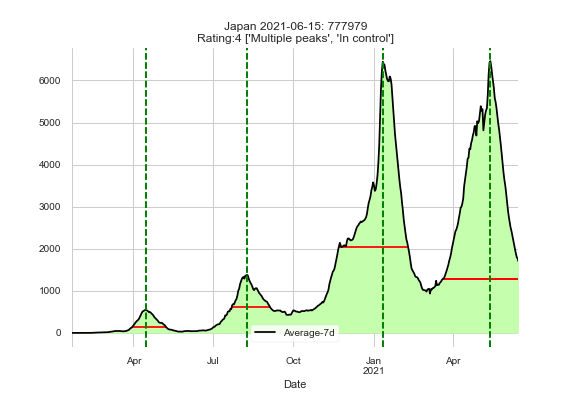 Japan 2021-06-15: 777979
Rating:4 ['Multiple peaks', 'In control']
6000
5000
4000
3000
2000
1000
0
Average-7d
Apr
Jul
Oct
Jan
2021
Apr
Date